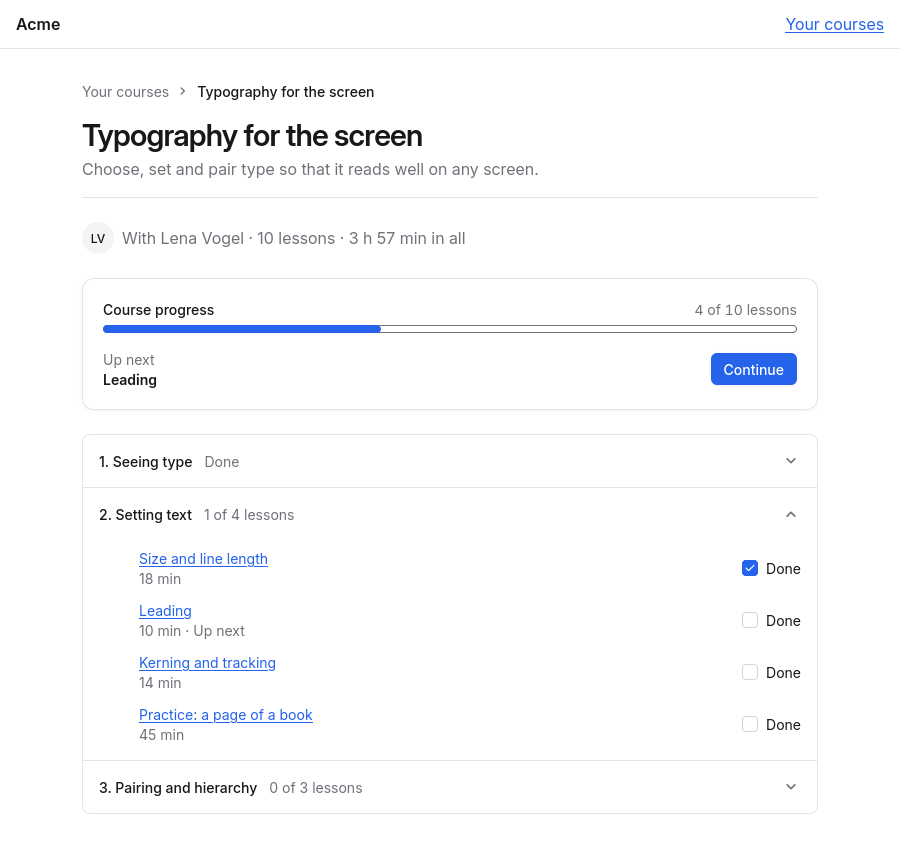 Acme
Your courses
Your courses > Typography for the screen
Typography for the screen
Choose, set and pair type so that it reads well on any screen.
LV With Lena Vogel · 10 lessons · 3 h 57 min in all
Course progress
4 of 10 lessons
Up next
Leading
Continue
1. Seeing type Done
2. Setting text 1 of 4 lessons
Size and line length
18 min
Done
Leading
10 min · Up next
Done
Kerning and tracking
14 min
Done
Practice: a page of a book
45 min
Done
3. Pairing and hierarchy 0 of 3 lessons